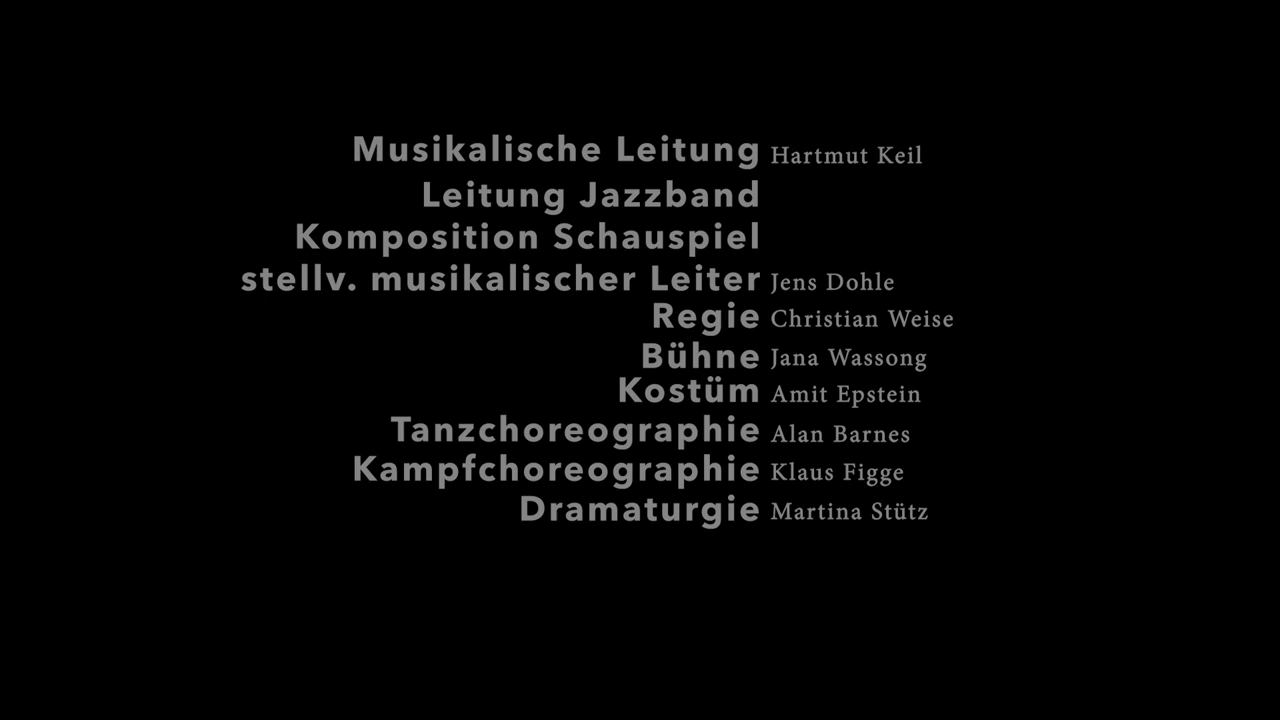 Musikalische Leitung Hartmut Keil
Leitung Jazzband
Komposition Schauspiel
stellv. musikalischer Leiter Jens Dohle
Regie Christian Weise
Bühne Jana Wassong
Kostüm Amit Epstein
Tanzchoreographie Alan Barnes
Kampfchoreographie Klaus Figge
Dramaturgie Martina Stütz